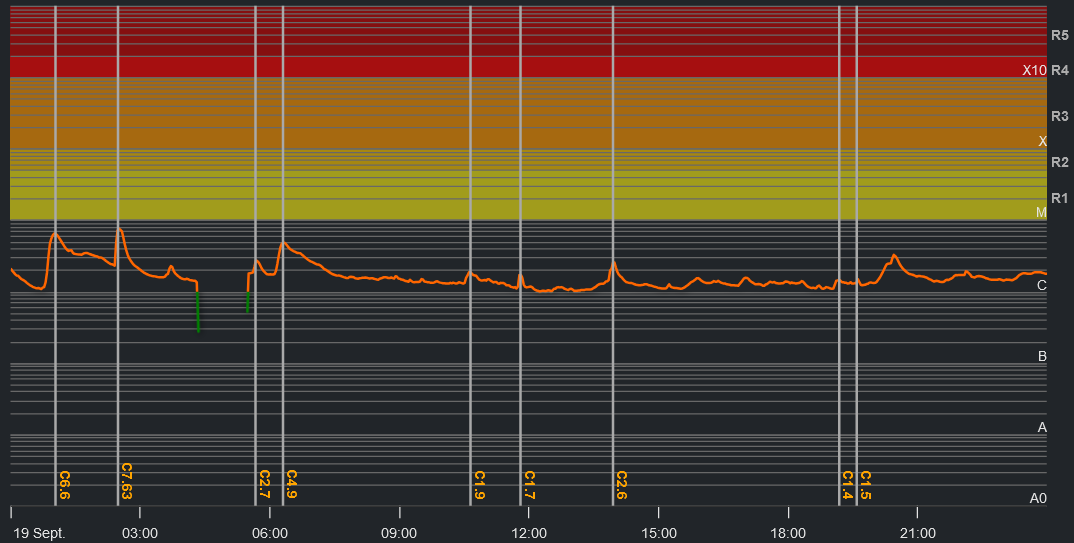 R5
X10 R4
R3
X
R2
R1
M
C
B
A
A0
C6.6 C7.63 C2.7 C4.9 C1.9 C1.7 C2.6 C1.4 C1.5
19 Sept. 03:00 06:00 09:00 12:00 15:00 18:00 21:00